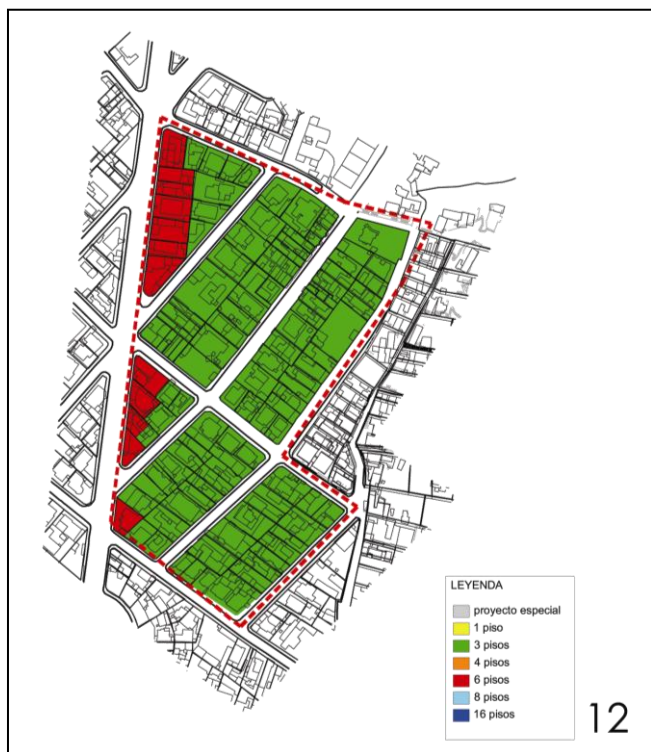 LEYENDA
proyecto especial
1 piso
3 pisos
4 pisos
6 pisos
8 pisos
16 pisos
12